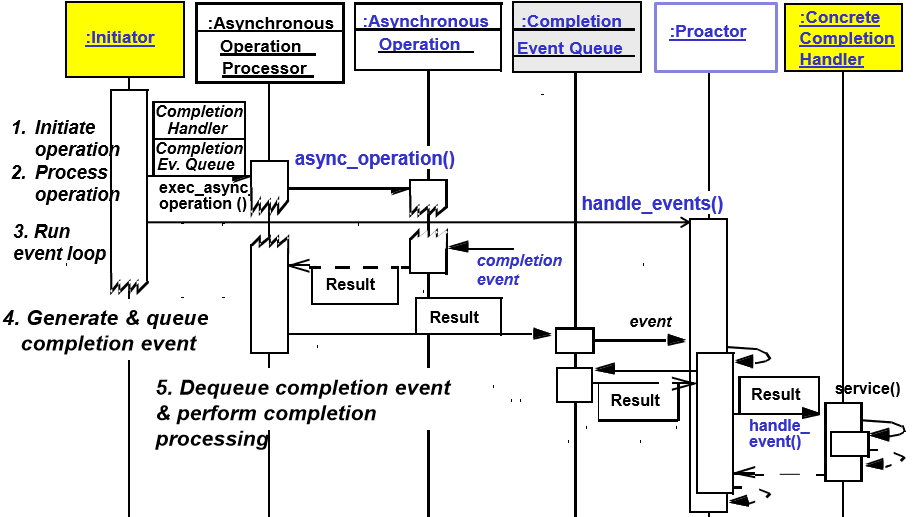 :Initiator
:Asynchronous
Operation
Processor
:Asynchronous
Operation
:Completion
Event Queue
:Proactor
:Concrete
Completion
Handler
1. Initiate
operation
2. Process
operation
3. Run
event loop
Completion
Handler
Completion
Ev. Queue
exec_async_
operation ()
async_operation()
handle_events()
completion
event
Result
Result
4. Generate & queue
completion event
event
5. Dequeue completion event
& perform completion
processing
Result
Result
service()
handle_
event()